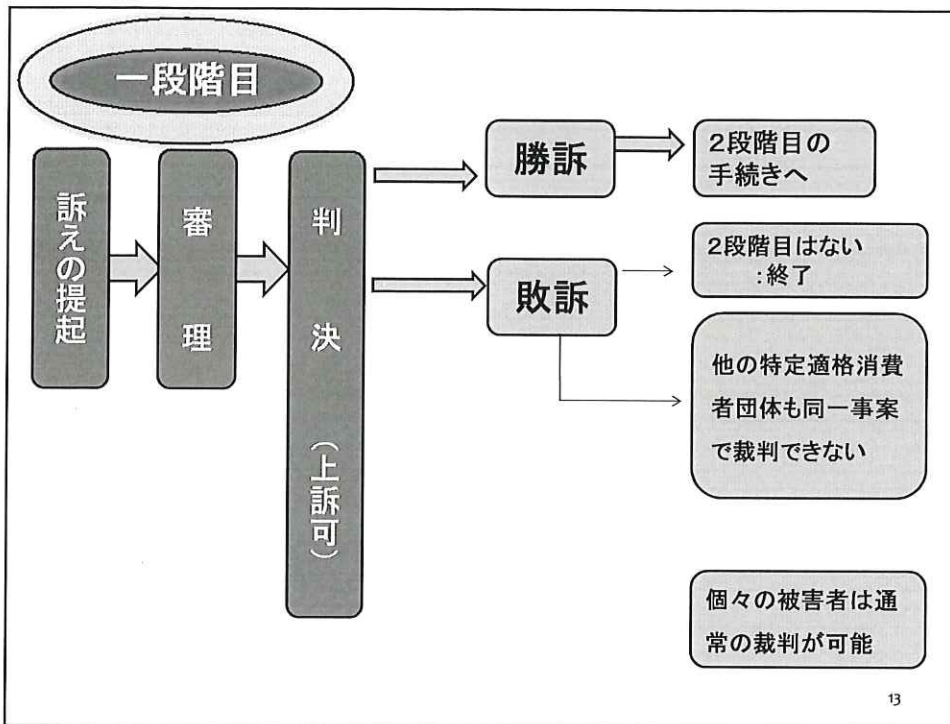 一段階目
訴えの提起
審理
判決(上訴可)
勝訴
2段階目の
手続きへ
敗訴
2段階目はない
:終了
他の特定適格消費
者団体も同一事案
で裁判できない
個々の被害者は通
常の裁判が可能
13